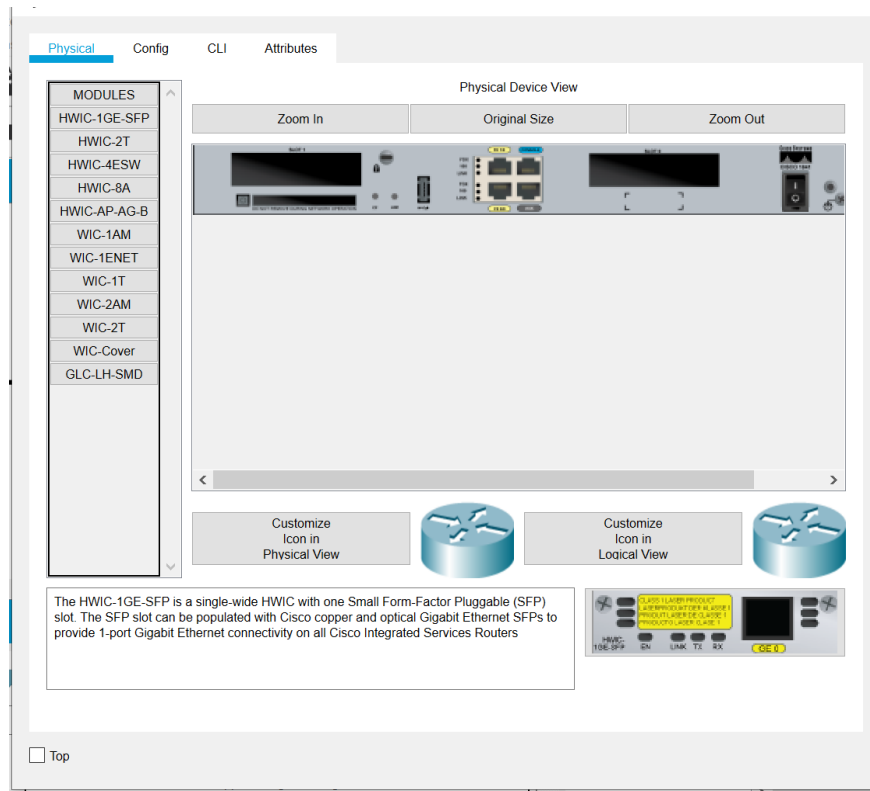 Physical
Config
CLI
Attributes
MODULES
HWIC-1GE-SFP
HWIC-2T
HWIC-4ESW
HWIC-8A
HWIC-AP-AG-B
WIC-1AM
WIC-1ENET
WIC-1T
WIC-2AM
WIC-2T
WIC-Cover
GLC-LH-SMD
Physical Device View
Zoom In
Original Size
Zoom Out
Customize
Icon in
Physical View
Customize
Icon in
Logical View
The HWIC-1GE-SFP is a single-wide HWIC with one Small Form-Factor Pluggable (SFP)
slot. The SFP slot can be populated with Cisco copper and optical Gigabit Ethernet SFPs to
provide 1-port Gigabit Ethernet connectivity on all Cisco Integrated Services Routers
CLASS 1 LASER PRODUCT
HWIC-
1GE-SFP
EN
LINK
TX
RX
GE 0
Top